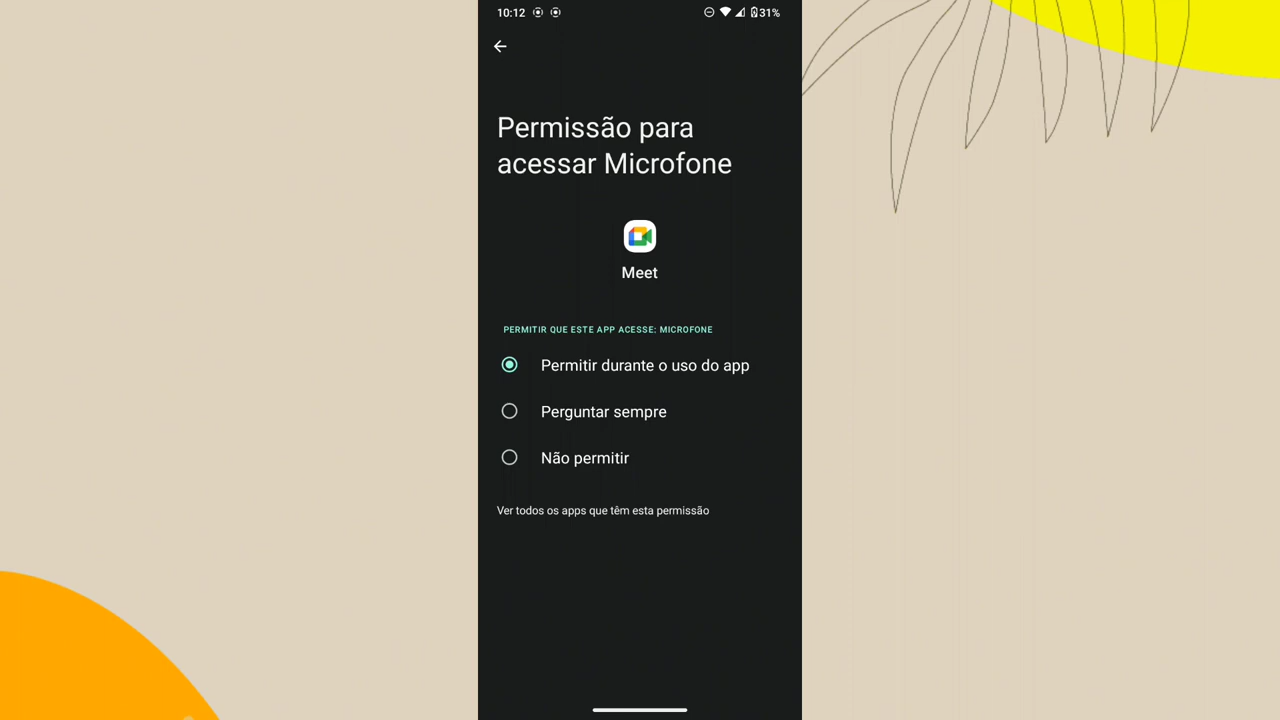 10:12
31%
Permissão para
acessar Microfone
Meet
PERMITIR QUE ESTE APP ACESSE: MICROFONE
Permitir durante o uso do app
Perguntar sempre
Não permitir
Ver todos os apps que têm esta permissão